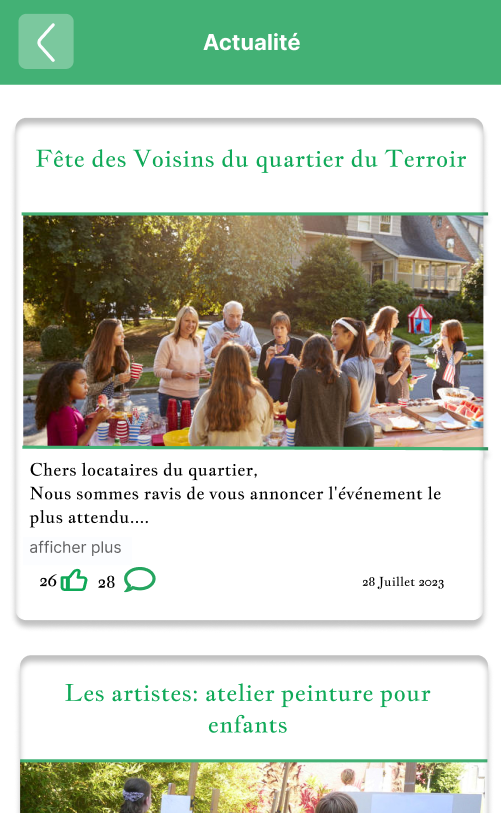 Actualité
Fête des Voisins du quartier du Terroir
Chers locataires du quartier,
Nous sommes ravis de vous annoncer l'événement le
plus attendu....
afficher plus
26 28 28 Juillet 2023
Les artistes: atelier peinture pour
enfants